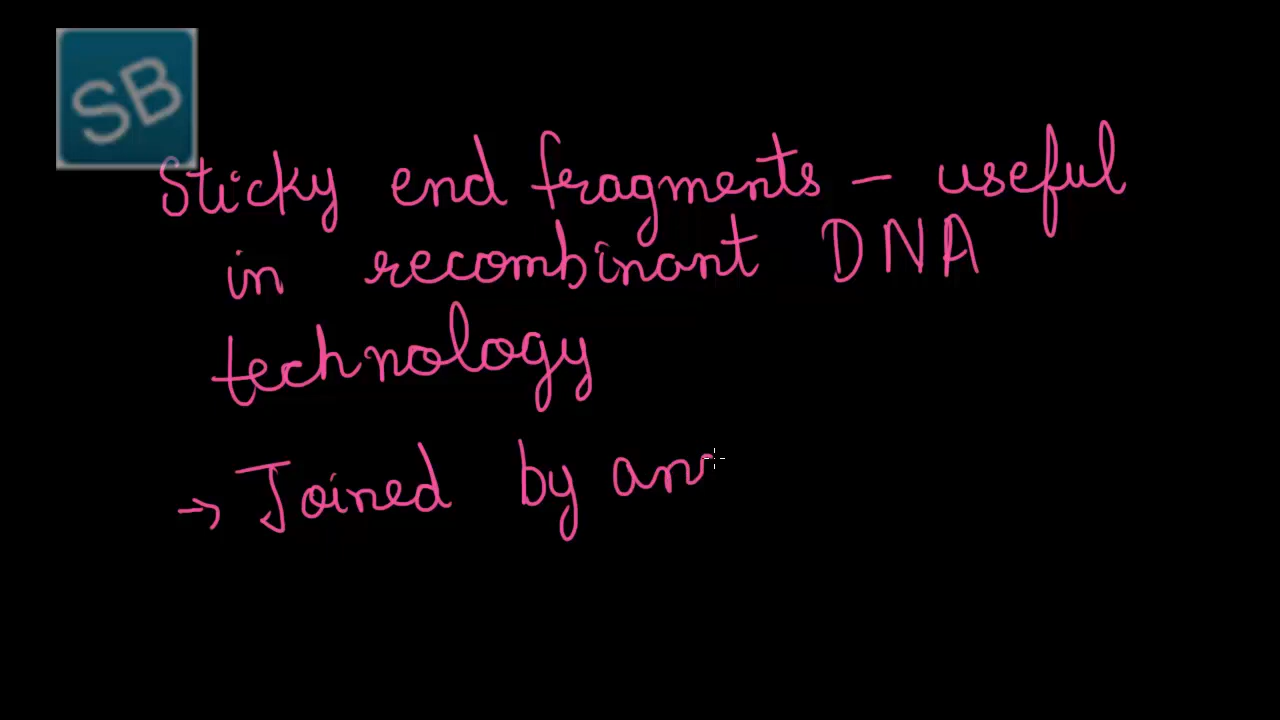 SB
Sticky end fragments - useful
in recombinant DNA
technology
→ Joined by an